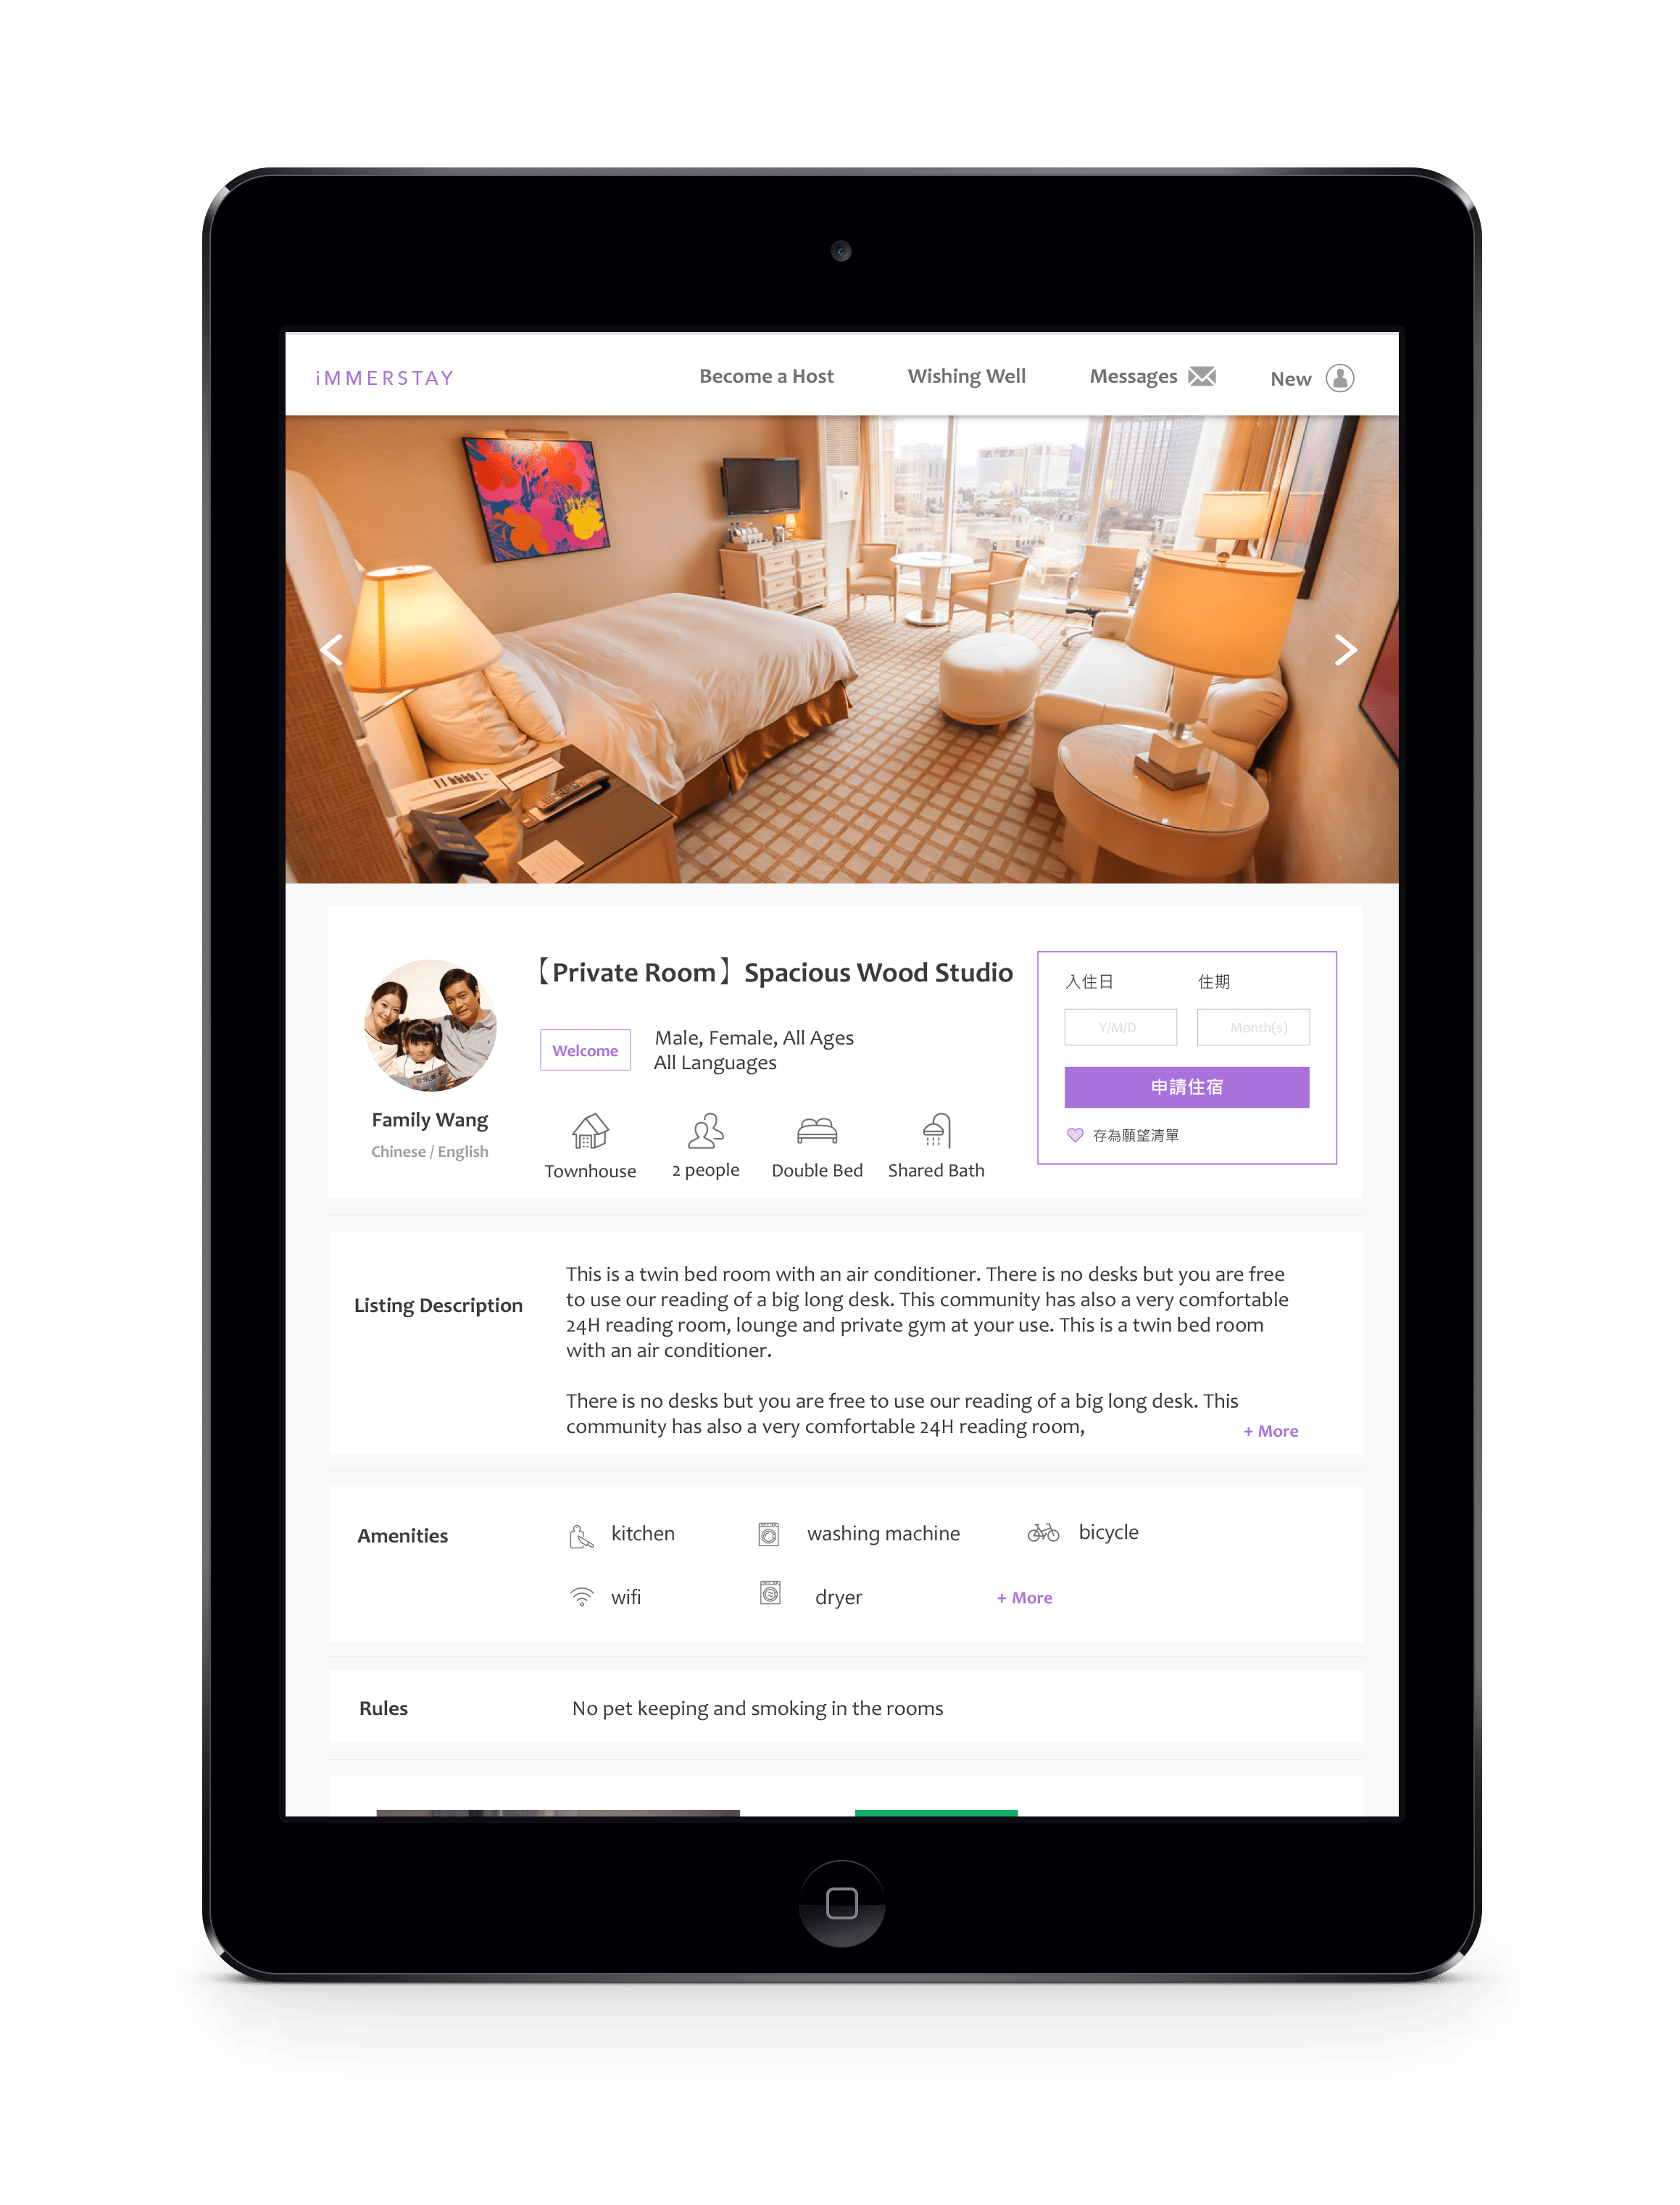 iMMERSTAY
Become a Host
Wishing Well
Messages
New
【Private Room】Spacious Wood Studio
Welcome
Male, Female, All Ages
All Languages
Family Wang
Chinese / English
Townhouse
2 people
Double Bed
Shared Bath
入住日
住期
Y/M/D
Month(s)
申請住宿
存為願望清單
Listing Description
This is a twin bed room with an air conditioner. There is no desks but you are free
to use our reading of a big long desk. This community has also a very comfortable
24H reading room, lounge and private gym at your use. This is a twin bed room
with an air conditioner.
There is no desks but you are free to use our reading of a big long desk. This
community has also a very comfortable 24H reading room,
+ More
Amenities
kitchen
washing machine
bicycle
wifi
dryer
+ More
Rules
No pet keeping and smoking in the rooms